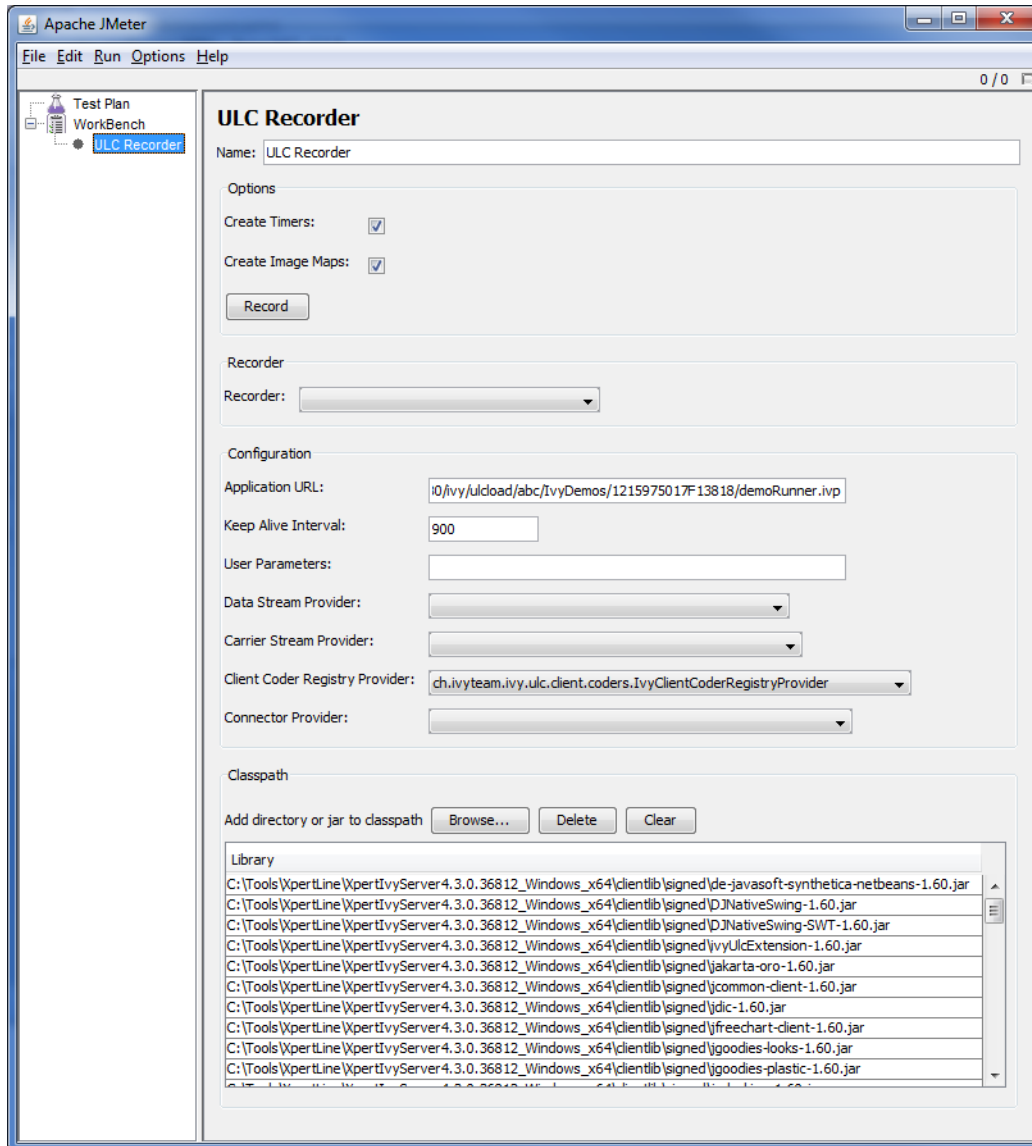 Apache JMeter
File Edit Run Options Help
0 / 0
Test Plan
WorkBench
ULC Recorder
ULC Recorder
Name: ULC Recorder
Options
Create Timers:
Create Image Maps:
Record
Recorder
Recorder:
Configuration
Application URL: 0/ivy/ulcload/abc/IvyDemos/1215975017F13818/demoRunner.ivp
Keep Alive Interval: 900
User Parameters:
Data Stream Provider:
Carrier Stream Provider:
Client Coder Registry Provider: ch.ivyteam.ivy.ulc.client.coders.IvyClientCoderRegistryProvider
Connector Provider:
Classpath
Add directory or jar to classpath Browse... Delete Clear
Library
C:\Tools\XpertLine\XpertIvyServer4.3.0.36812_Windows_x64\clientlib\signed\de-javasoft-synthetica-netbeans-1.60.jar
C:\Tools\XpertLine\XpertIvyServer4.3.0.36812_Windows_x64\clientlib\signed\DJNativeSwing-1.60.jar
C:\Tools\XpertLine\XpertIvyServer4.3.0.36812_Windows_x64\clientlib\signed\DJNativeSwing-SWT-1.60.jar
C:\Tools\XpertLine\XpertIvyServer4.3.0.36812_Windows_x64\clientlib\signed\ivyUlcExtension-1.60.jar
C:\Tools\XpertLine\XpertIvyServer4.3.0.36812_Windows_x64\clientlib\signed\jakarta-oro-1.60.jar
C:\Tools\XpertLine\XpertIvyServer4.3.0.36812_Windows_x64\clientlib\signed\jcommon-client-1.60.jar
C:\Tools\XpertLine\XpertIvyServer4.3.0.36812_Windows_x64\clientlib\signed\jdic-1.60.jar
C:\Tools\XpertLine\XpertIvyServer4.3.0.36812_Windows_x64\clientlib\signed\jfreechart-client-1.60.jar
C:\Tools\XpertLine\XpertIvyServer4.3.0.36812_Windows_x64\clientlib\signed\jgoodies-looks-1.60.jar
C:\Tools\XpertLine\XpertIvyServer4.3.0.36812_Windows_x64\clientlib\signed\jgoodies-plastic-1.60.jar